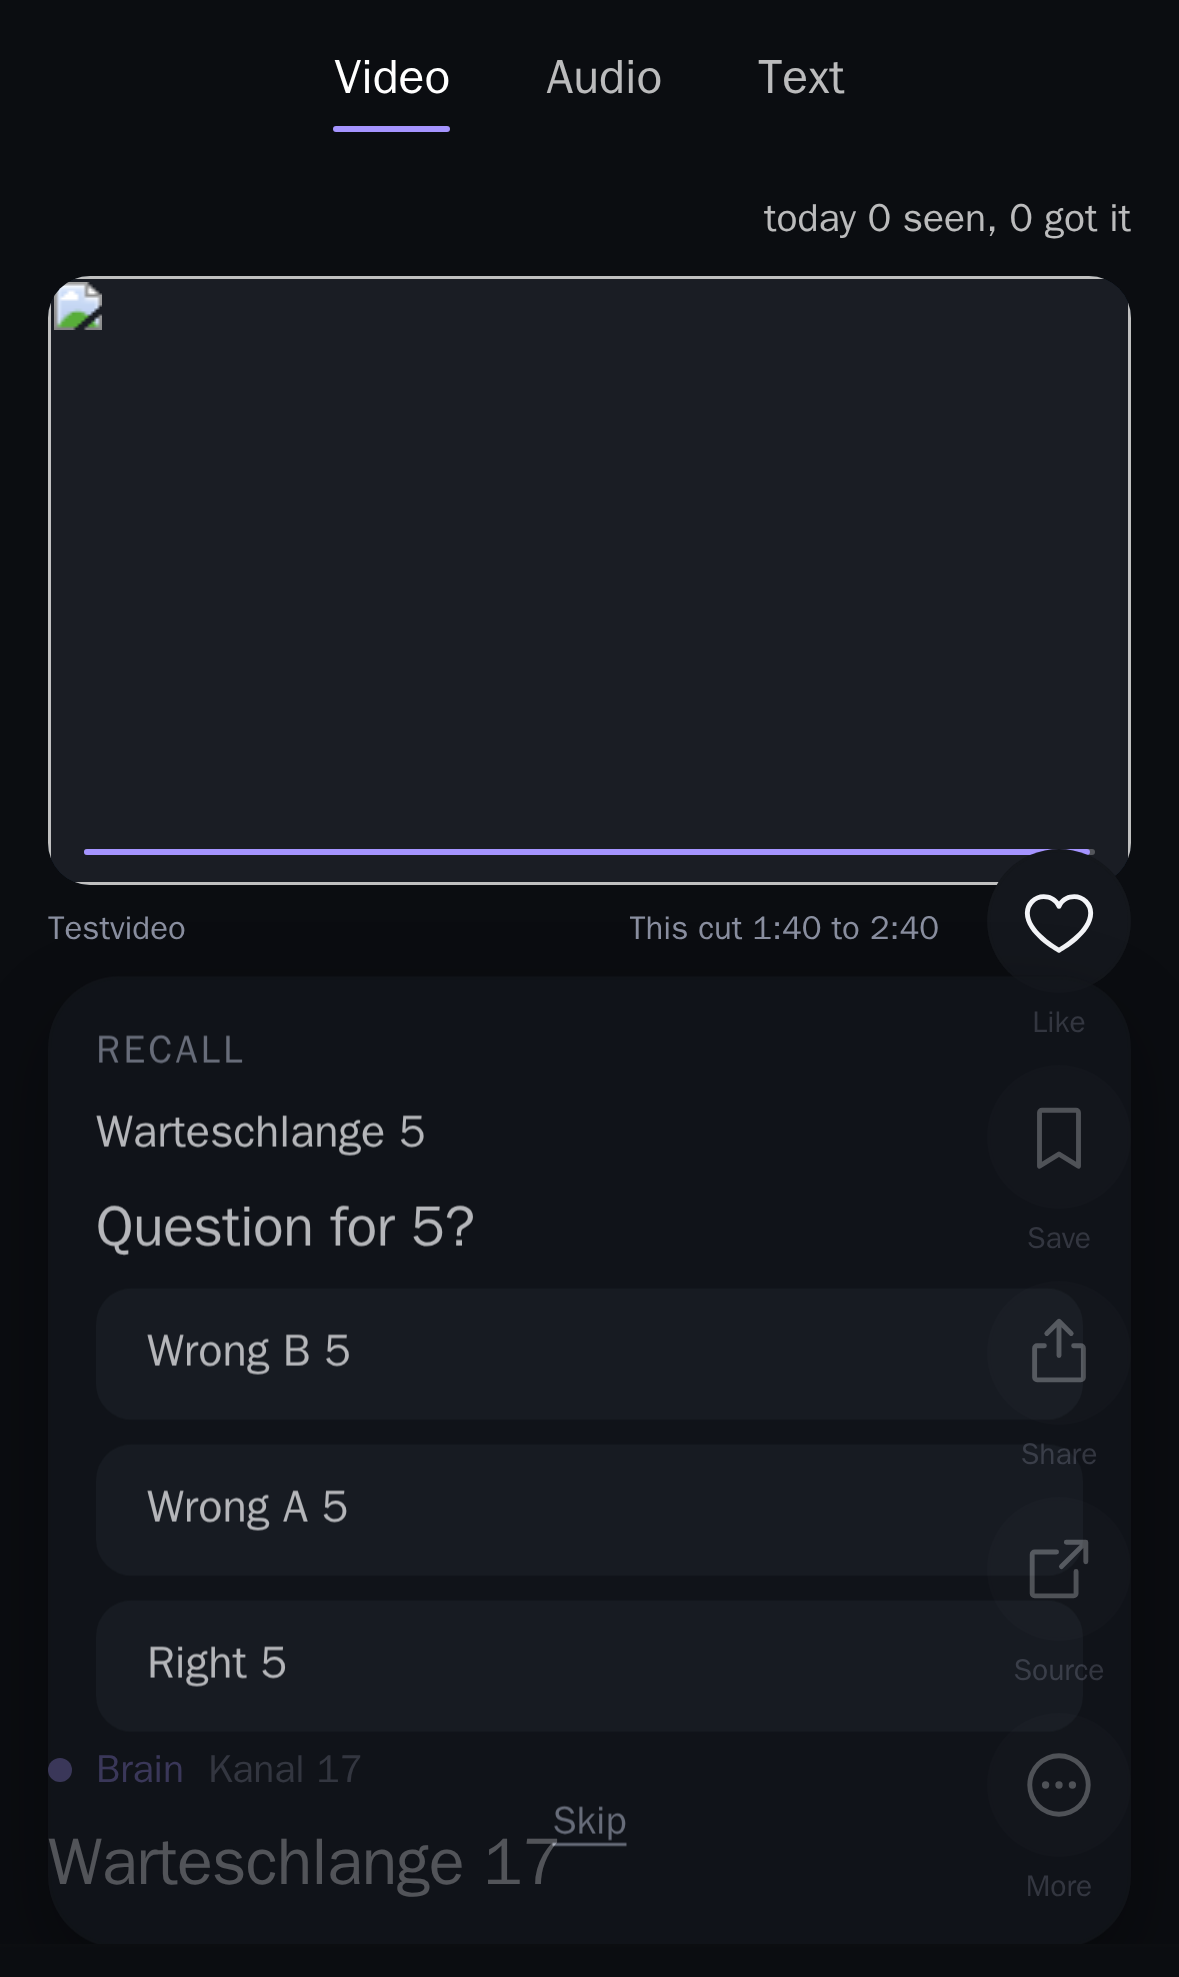 Video Audio Text
today 0 seen, 0 got it
Testvideo This cut 1:40 to 2:40
Like
RECALL
Warteschlange 5
Save
Question for 5?
Wrong B 5
Share
Wrong A 5
Right 5
Source
Brain Kanal 17
Skip
Warteschlange 17
More